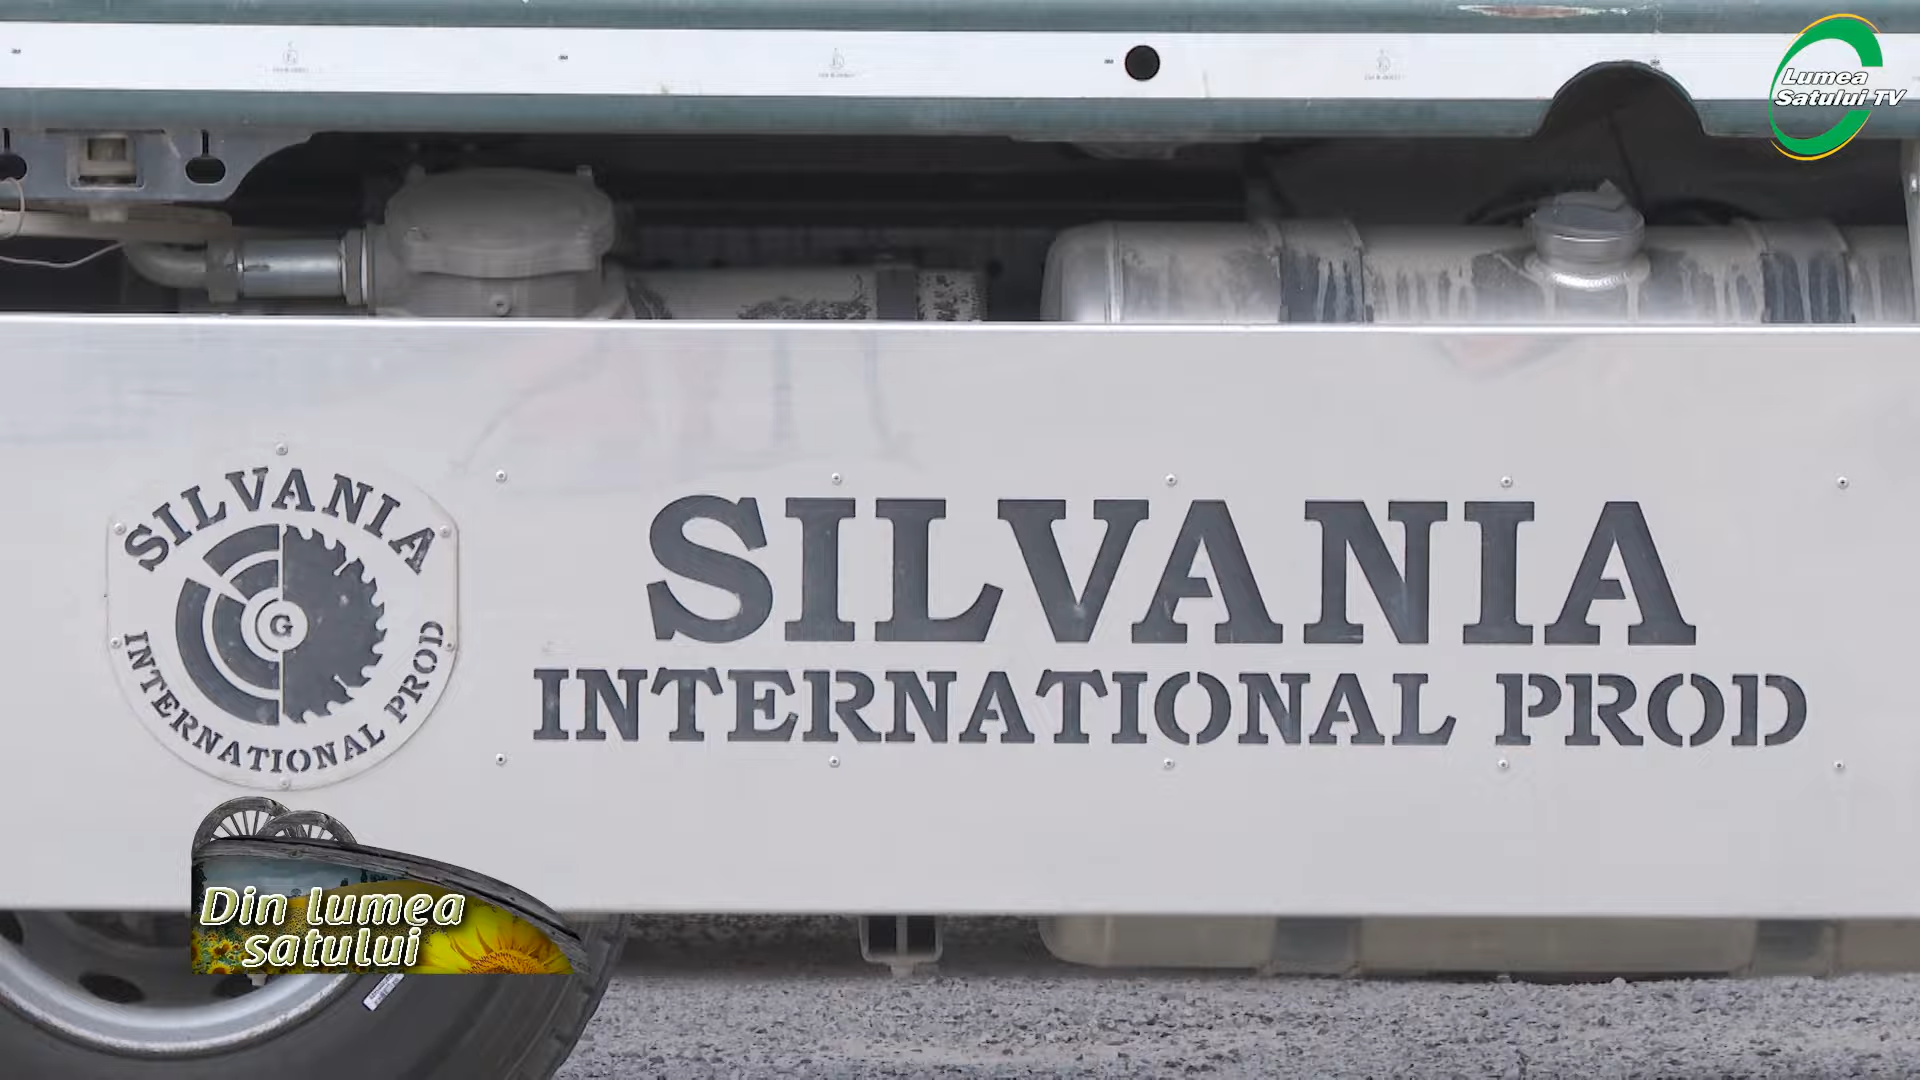 Lumea
Satului TV
SILVANIA
INTERNATIONAL PROD
G
SILVANIA
INTERNATIONAL PROD
Din lumea
satului